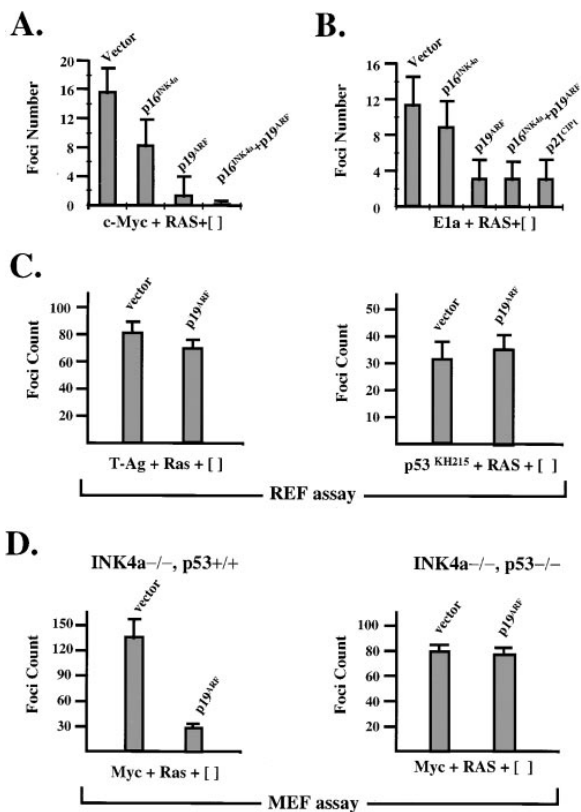 A.
Vector
p16INK4a
p19ARF
p16INK4a+p19ARF
Foci Number
20
16
12
8
4
0
c-Myc + RAS+[ ]
B.
Vector
p16INK4a
p19ARF
p16INK4a+p19ARF
p21CIP1
Foci Number
16
12
8
4
0
E1a + RAS+[ ]
C.
vector
p19ARF
Foci Count
100
80
60
40
20
T-Ag + Ras + [ ]
vector
p19ARF
Foci Count
50
40
30
20
10
p53 KH215 + RAS + [ ]
REF assay
D.
INK4a–/–, p53+/+
vector
p19ARF
Foci Count
150
120
90
60
30
Myc + Ras + [ ]
INK4a–/–, p53–/–
vector
p19ARF
Foci Count
100
80
60
40
20
Myc + RAS + [ ]
MEF assay